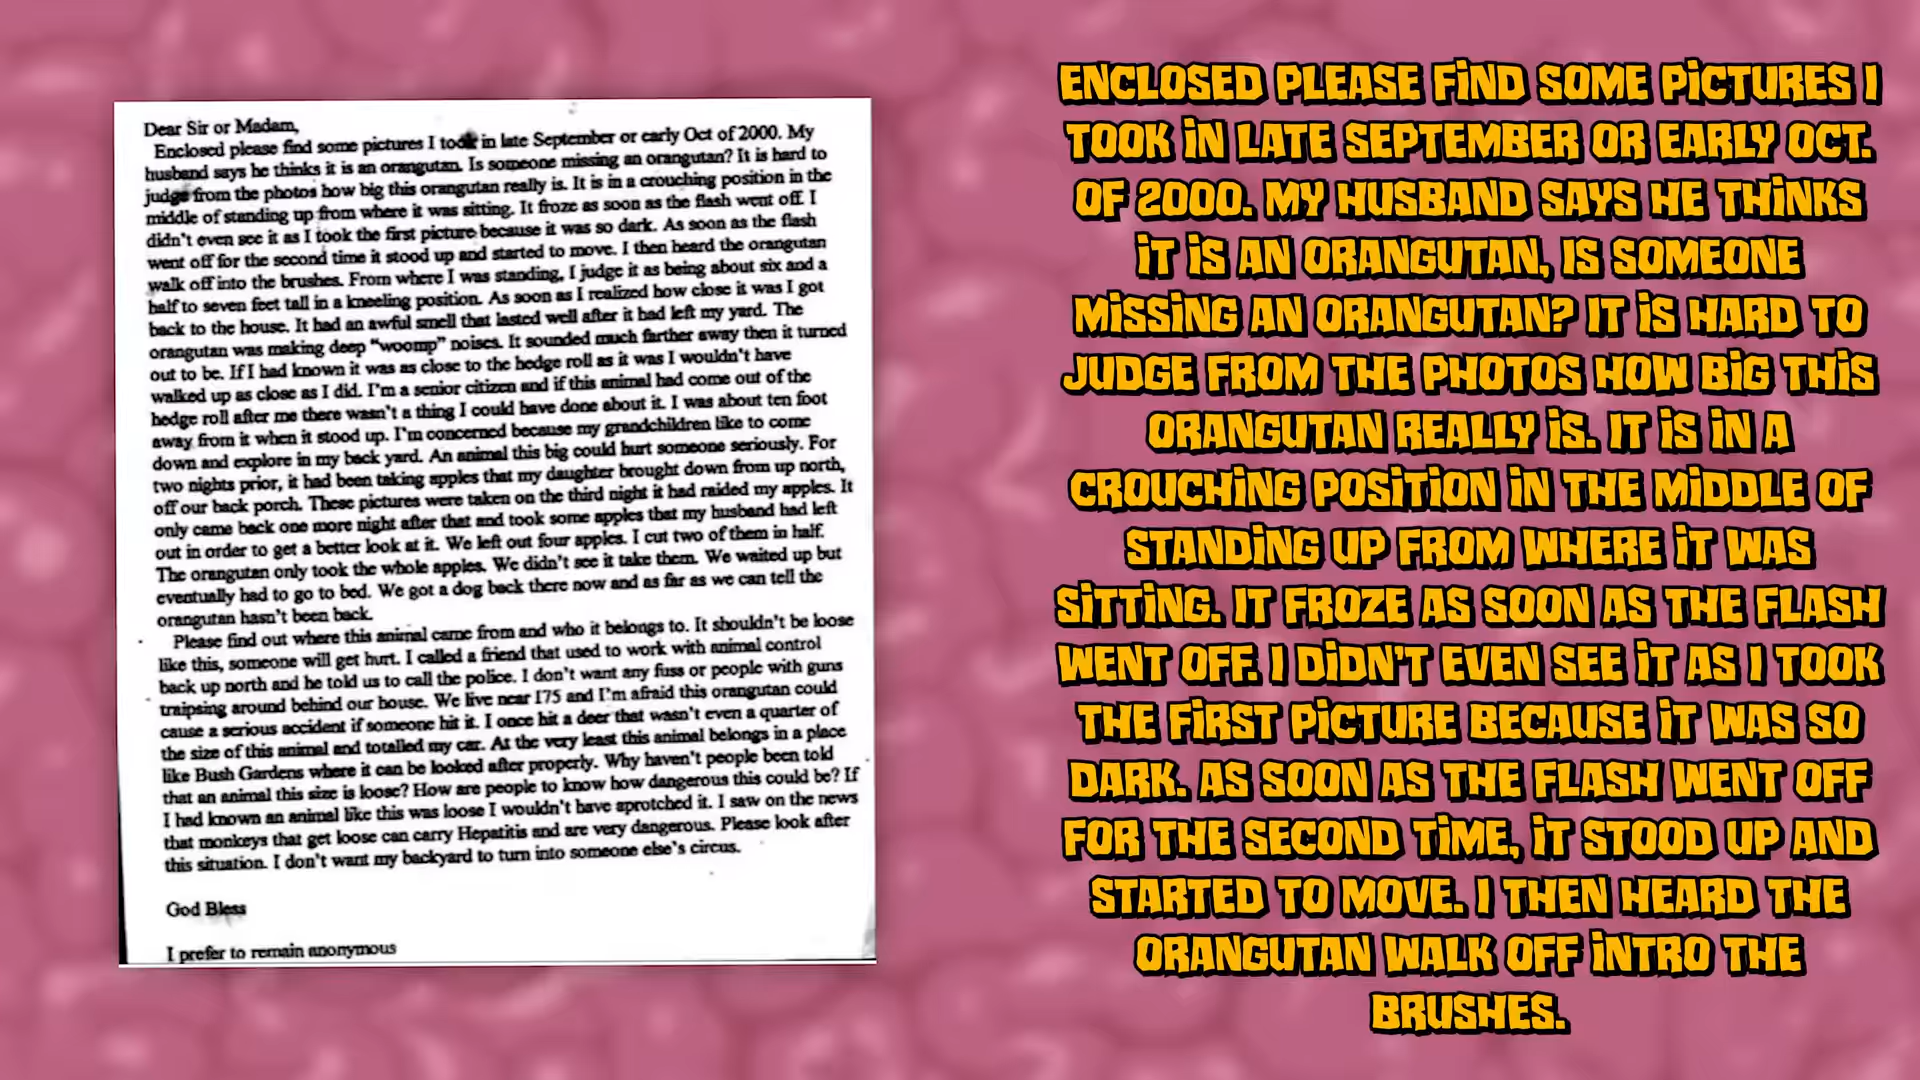 Dear Sir or Madam,
Enclosed please find some pictures I took in late September or early Oct of 2000. My
husband says he thinks it is an orangutan. Is someone missing an orangutan? It is hard to
judge from the photos how big this orangutan really is. It is in a crouching position in the
middle of standing up from where it was sitting. It froze as soon as the flash went off. I
didn't even see it as I took the first picture because it was so dark. As soon as the flash
went off for the second time it stood up and started to move. I then heard the orangutan
walk off into the brushes. From where I was standing, I judge it as being about six and a
half to seven feet tall in a kneeling position. As soon as I realized how close it was I got
back to the house. It had an awful smell that lasted well after it had left my yard. The
orangutan was making deep "woomp" noises. It sounded much farther away then it turned
out to be. If I had known it was as close to the hedge roll as it was I wouldn't have
walked up as close as I did. I'm a senior citizen and if this animal had come out of the
hedge roll after me there wasn't a thing I could have done about it. I was about ten foot
away from it when it stood up. I'm concerned because my grandchildren like to come
down and explore in my back yard. An animal this big could hurt someone seriously. For
two nights prior, it had been taking apples that my daughter brought down from up north,
off our back porch. These pictures were taken on the third night it had raided my apples. It
only came back one more night after that and took some apples that my husband had left
out in order to get a better look at it. We left out four apples. I cut two of them in half.
The orangutan only took the whole apples. We didn't see it take them. We waited up but
eventually had to go to bed. We got a dog back there now and as far as we can tell the
orangutan hasn't been back.
Please find out where this animal came from and who it belongs to. It shouldn't be loose
like this, someone will get hurt. I called a friend that used to work with animal control
back up north and he told us to call the police. I don't want any fuss or people with guns
traipsing around behind our house. We live near I75 and I'm afraid this orangutan could
cause a serious accident if someone hit it. I once hit a deer that wasn't even a quarter of
the size of this animal and totalled my car. At the very least this animal belongs in a place
like Bush Gardens where it can be looked after properly. Why haven't people been told
that an animal this size is loose? How are people to know how dangerous this could be? If
I had known an animal like this was loose I wouldn't have aprotched it. I saw on the news
that monkeys that get loose can carry Hepatitis and are very dangerous. Please look after
this situation. I don't want my backyard to turn into someone else's circus.
God Bless
I prefer to remain anonymous
ENCLOSED PLEASE FIND SOME PICTURES I
TOOK IN LATE SEPTEMBER OR EARLY OCT.
OF 2000. MY HUSBAND SAYS HE THINKS
IT IS AN ORANGUTAN, IS SOMEONE
MISSING AN ORANGUTAN? IT IS HARD TO
JUDGE FROM THE PHOTOS HOW BIG THIS
ORANGUTAN REALLY IS. IT IS IN A
CROUCHING POSITION IN THE MIDDLE OF
STANDING UP FROM WHERE IT WAS
SITTING. IT FROZE AS SOON AS THE FLASH
WENT OFF. I DIDN'T EVEN SEE IT AS I TOOK
THE FIRST PICTURE BECAUSE IT WAS SO
DARK. AS SOON AS THE FLASH WENT OFF
FOR THE SECOND TIME, IT STOOD UP AND
STARTED TO MOVE. I THEN HEARD THE
ORANGUTAN WALK OFF INTRO THE
BRUSHES.